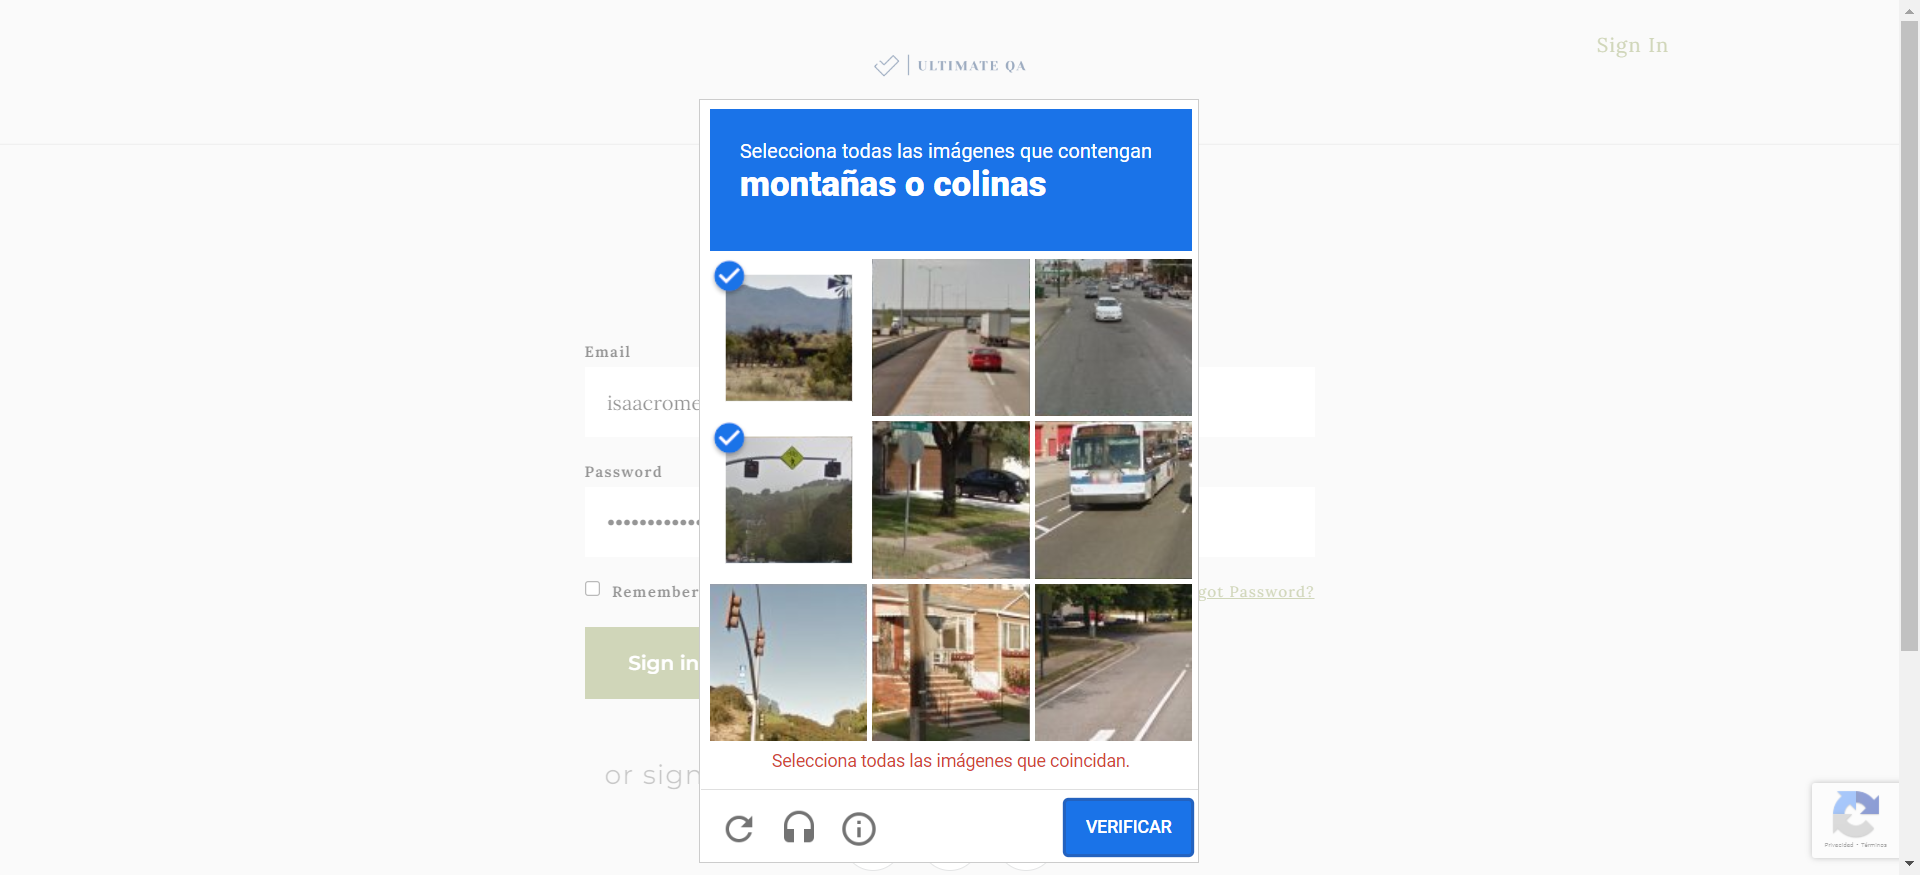 Sign In
ULTIMATE QA
Selecciona todas las imágenes que contengan
montañas o colinas
Email
isaacrome
Password
Remember
got Password?
Sign in
Selecciona todas las imágenes que coincidan.
or sign
VERIFICAR
Privacidad - Términos